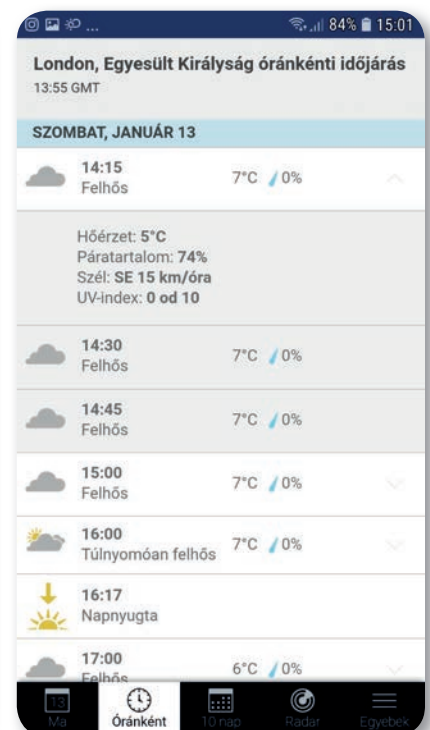 ... 84% 15:01
London, Egyesült Királyság óránkénti időjárás
13:55 GMT
SZOMBAT, JANUÁR 13
14:15
Felhős 7°C 0%
Hőérzet: 5°C
Páratartalom: 74%
Szél: SE 15 km/óra
UV-index: 0 od 10
14:30
Felhős 7°C 0%
14:45
Felhős 7°C 0%
15:00
Felhős 7°C 0%
16:00
Túlnyomóan felhős 7°C 0%
16:17
Napnyugta
17:00
Felhős 6°C 0%
13
Ma Óránként 10 nap Radar Egyebek